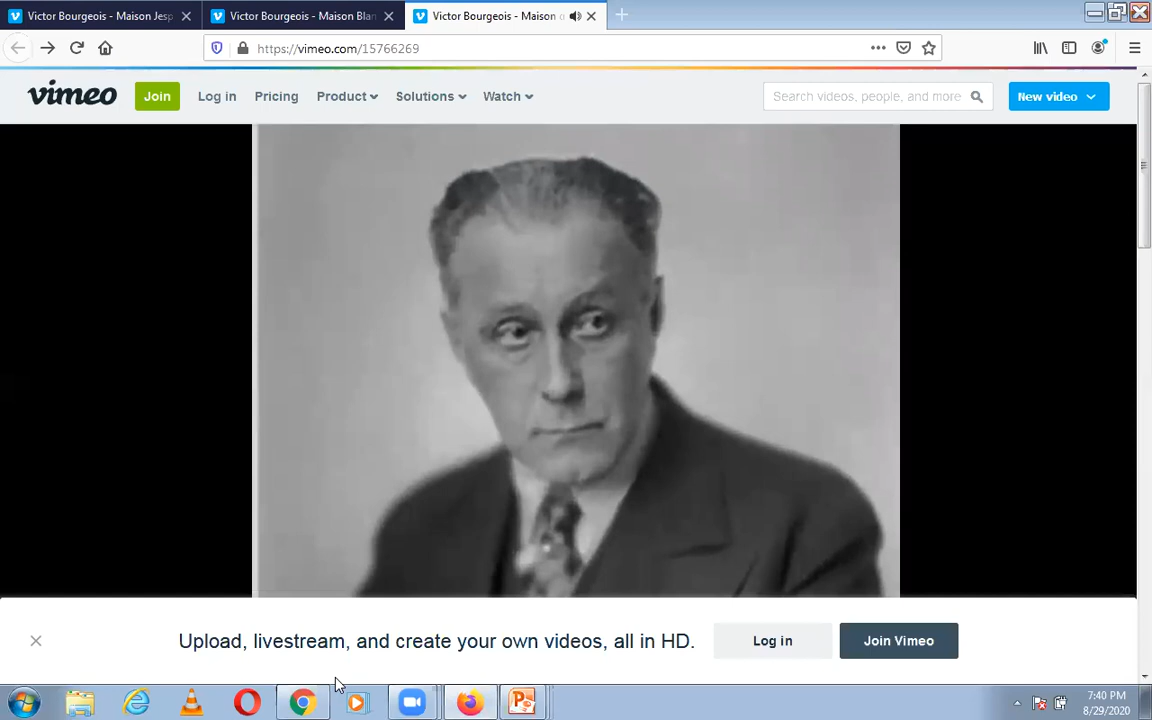 Victor Bourgeois - Maison Jesp
Victor Bourgeois - Maison Blan
Victor Bourgeois - Maison
https://vimeo.com/15766269
vimeo Join Log in Pricing Product Solutions Watch Search videos, people, and more New video
Upload, livestream, and create your own videos, all in HD. Log in Join Vimeo
7:40 PM
8/29/2020